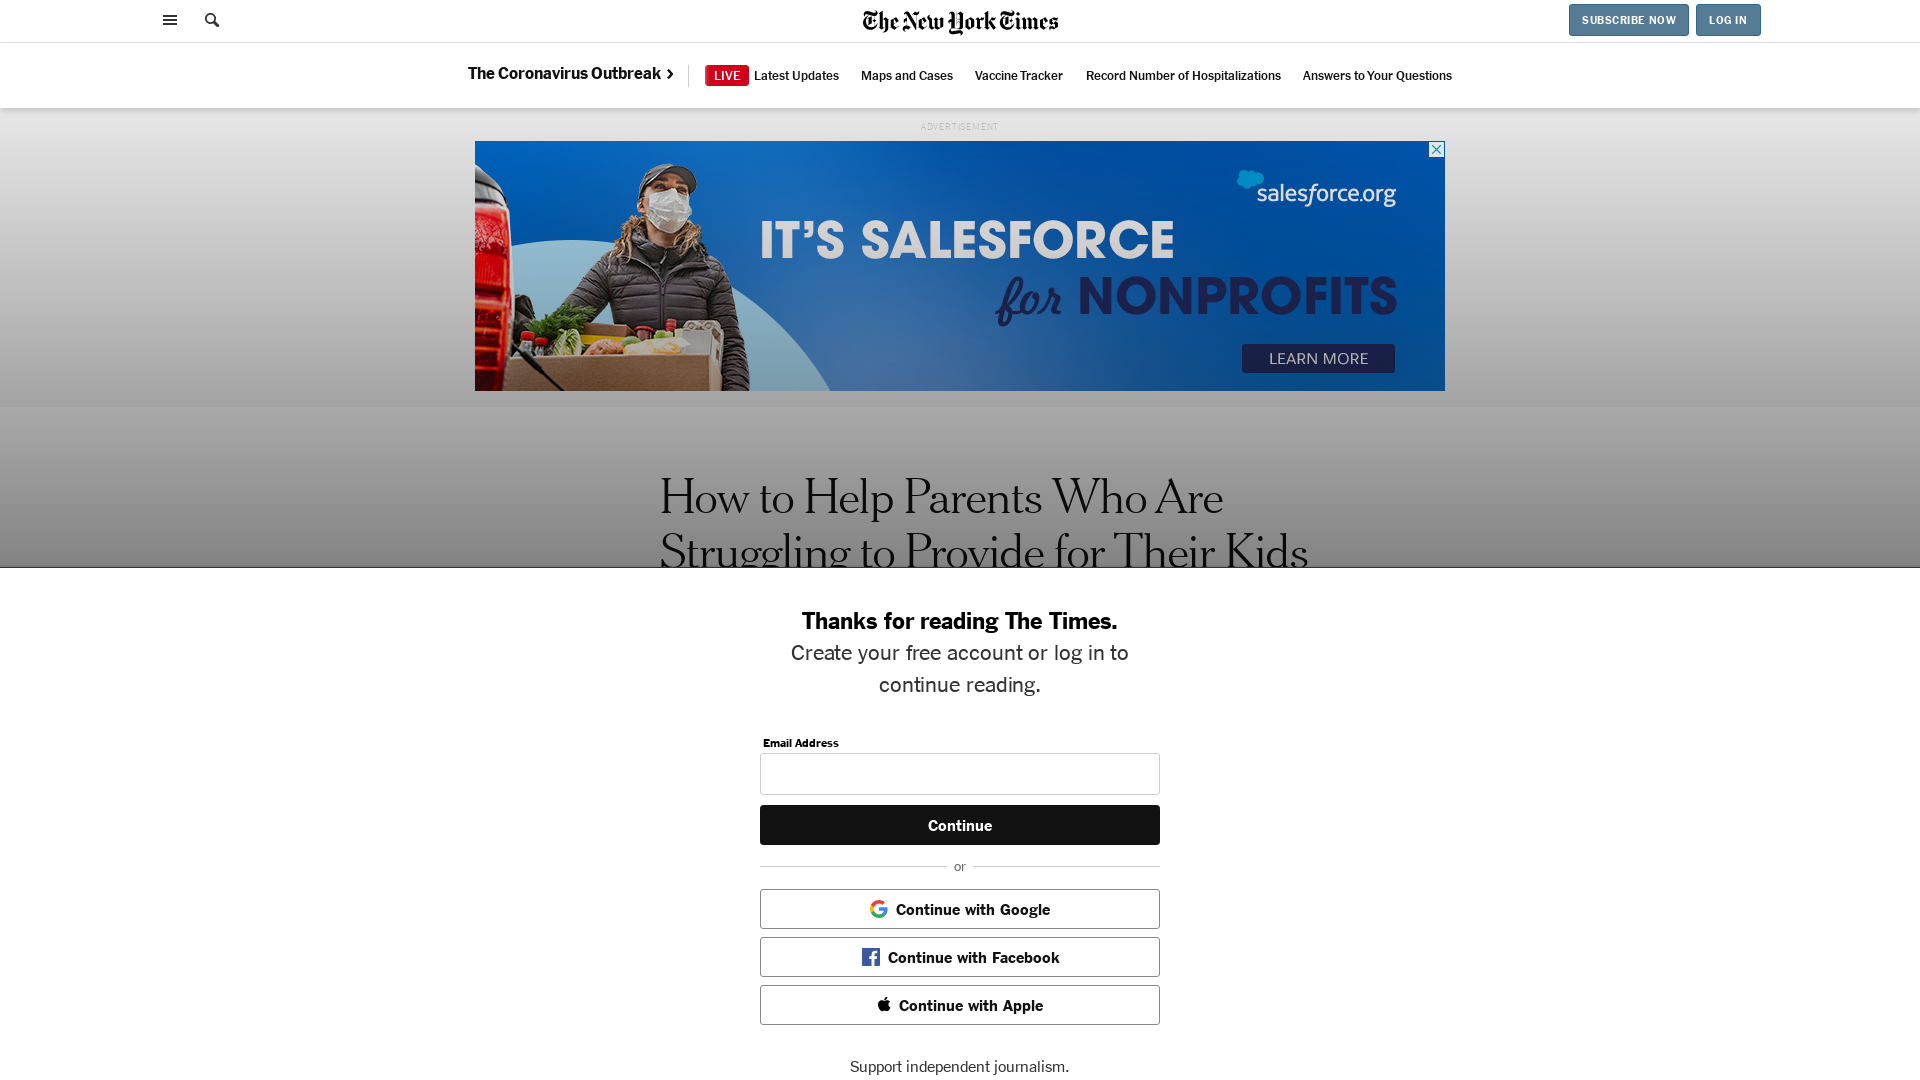 The New York Times
SUBSCRIBE NOW
LOG IN
The Coronavirus Outbreak
LIVE
Latest Updates
Maps and Cases
Vaccine Tracker
Record Number of Hospitalizations
Answers to Your Questions
ADVERTISEMENT
salesforce.org
IT'S SALESFORCE
for NONPROFITS
LEARN MORE
How to Help Parents Who Are
Struggling to Provide for Their Kids
Thanks for reading The Times.
Create your free account or log in to
continue reading.
Email Address
Continue
or
Continue with Google
Continue with Facebook
Continue with Apple
Support independent journalism.